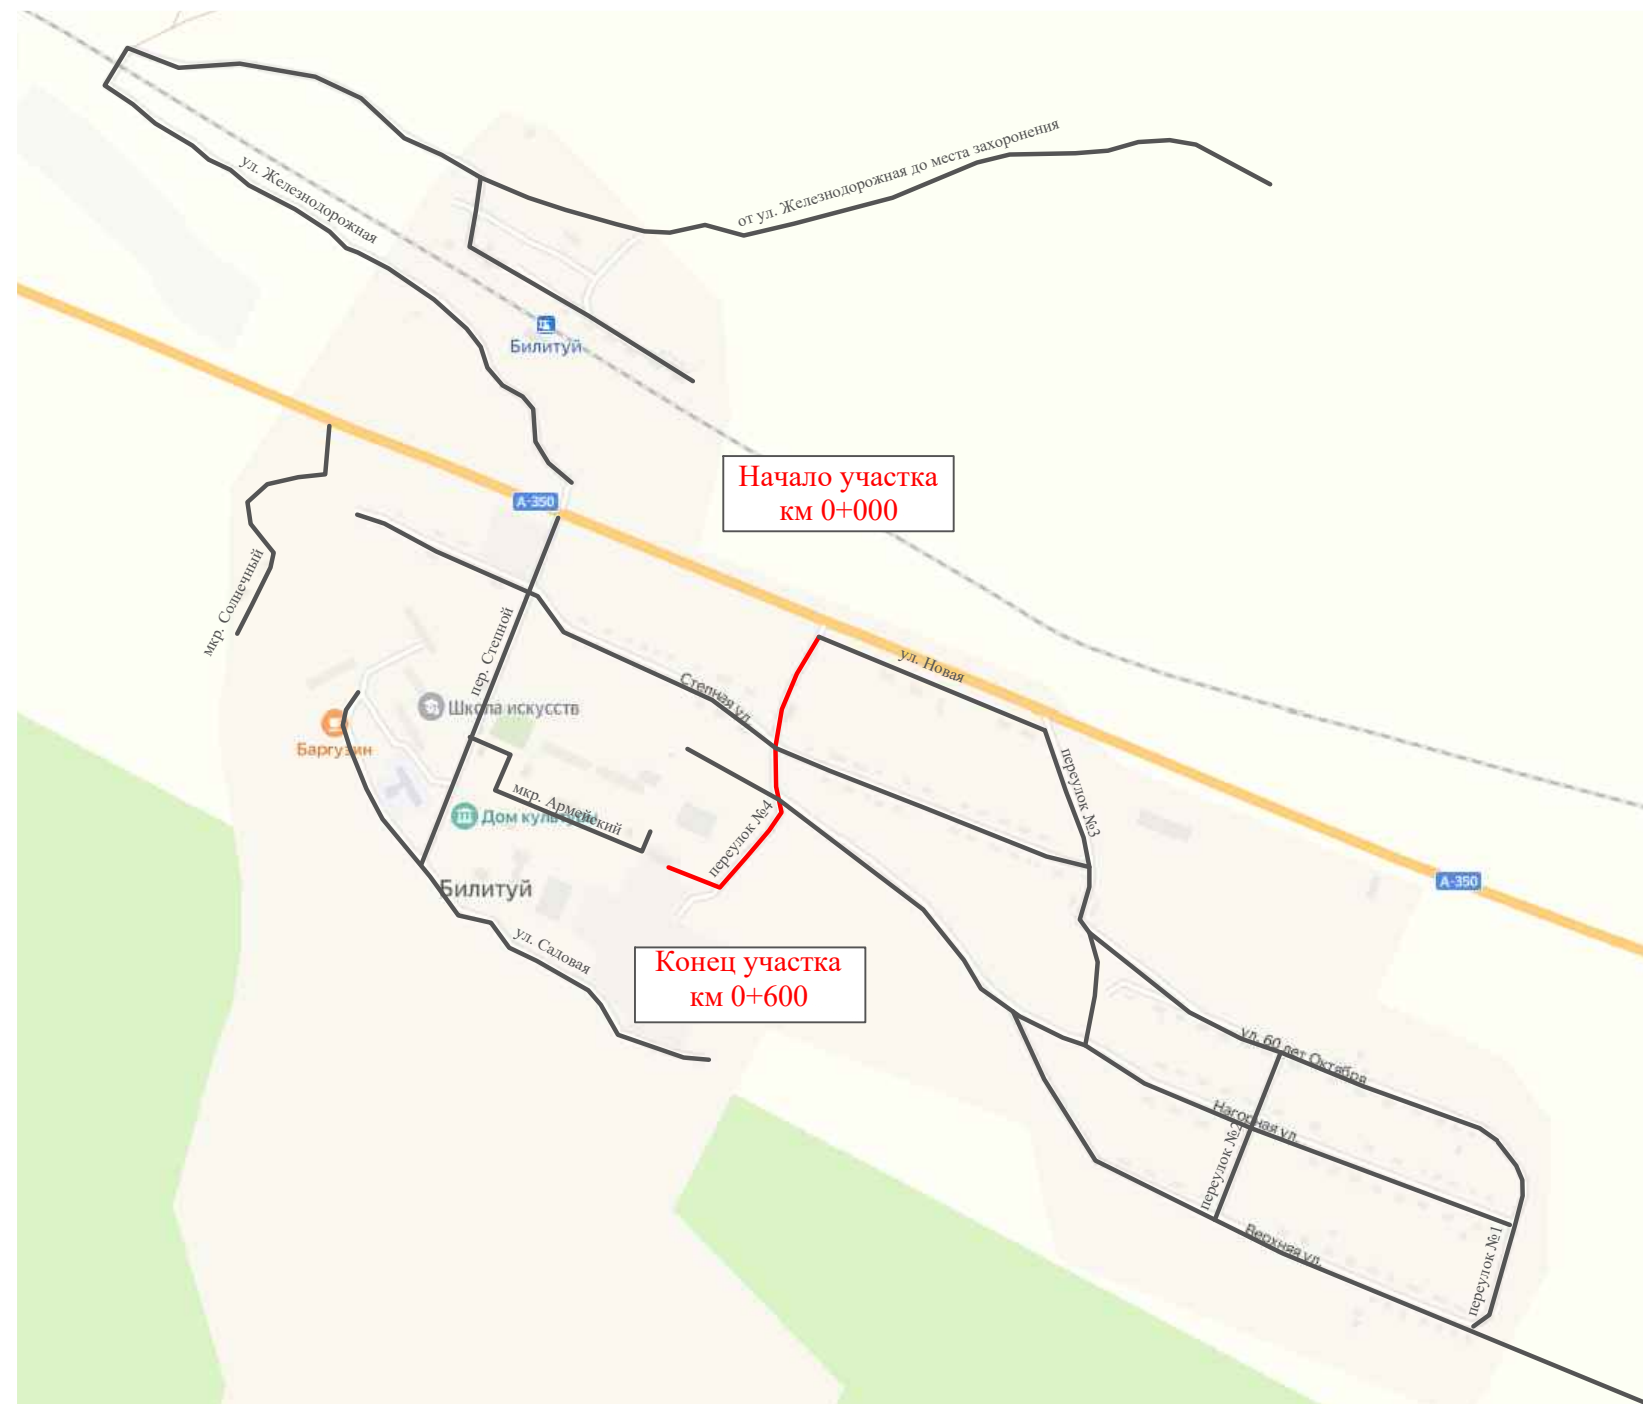 от ул. Железнодорожная до места захоронения
ул. Железнодорожная
Билитуй
Начало участка
км 0+000
А-350
мкр. Солнечный
пер. Степной
ул. Новая
Степная ул.
Школа искусств
Баргузин
переулок №3
мкр. Армейский
Дом культуры
переулок №4
А-350
Билитуй
ул. Садовая
Конец участка
км 0+600
ул. 60 лет Октября
Нагорная ул.
переулок №2
Верхняя ул.
переулок №1